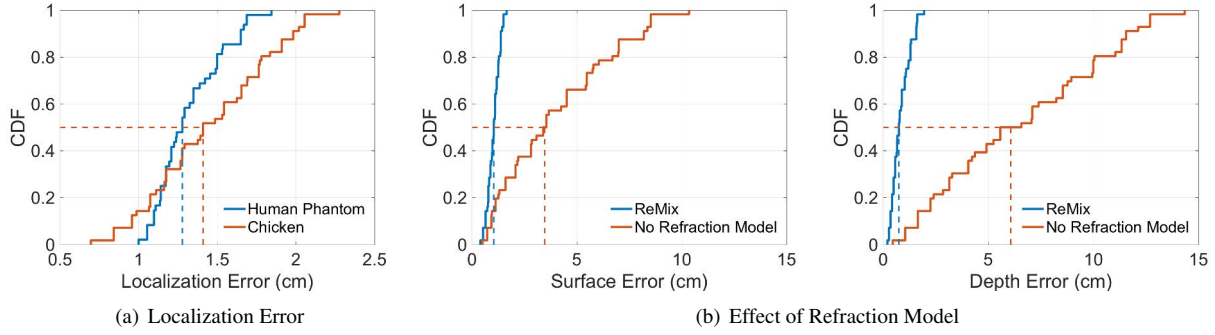 1
0.8
0.6
0.4
0.2
0
CDF
0.5
1
1.5
2
2.5
Localization Error (cm)
Human Phantom
Chicken
1
0.8
0.6
0.4
0.2
0
CDF
0
5
10
15
Surface Error (cm)
ReMix
No Refraction Model
1
0.8
0.6
0.4
0.2
0
CDF
0
5
10
15
Depth Error (cm)
ReMix
No Refraction Model
(a) Localization Error
(b) Effect of Refraction Model